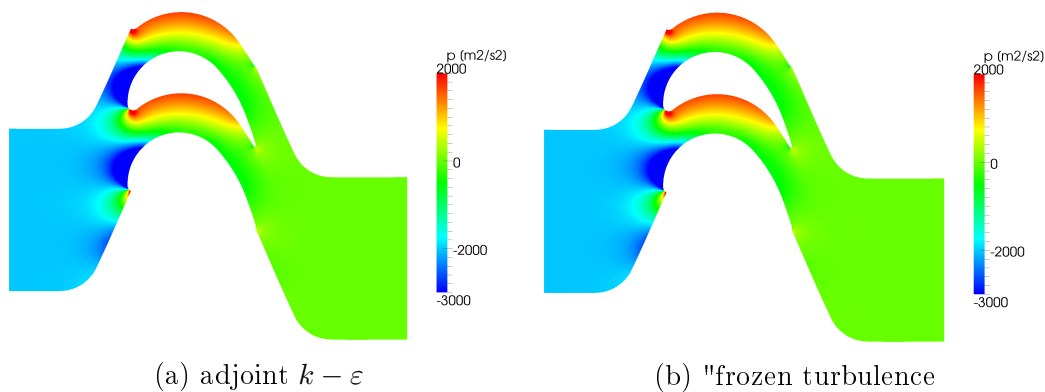 p (m2/s2)
2000
0
-2000
-3000
p (m2/s2)
2000
0
-2000
-3000
(a) adjoint k − ε
(b) "frozen turbulence